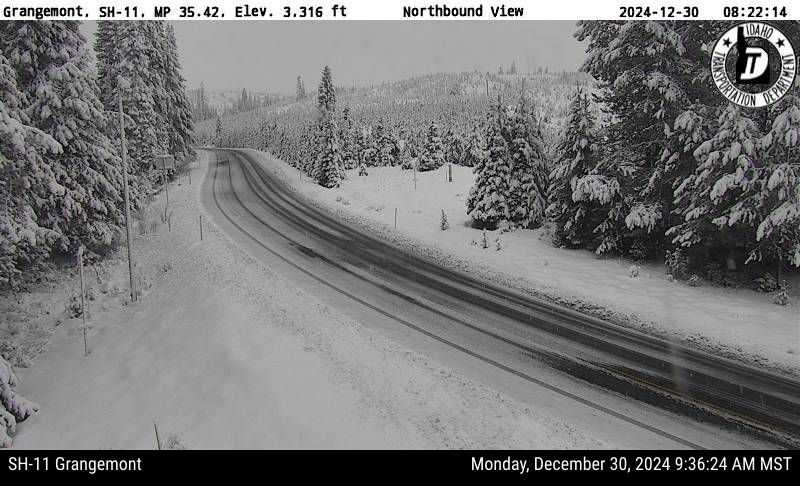 Grangemont, SH-11, MP 35.42, Elev. 3,316 ft Northbound View 2024-12-30 08:22:14
IDAHO
TRANSPORTATION DEPARTMENT
SH-11 Grangemont Monday, December 30, 2024 9:36:24 AM MST